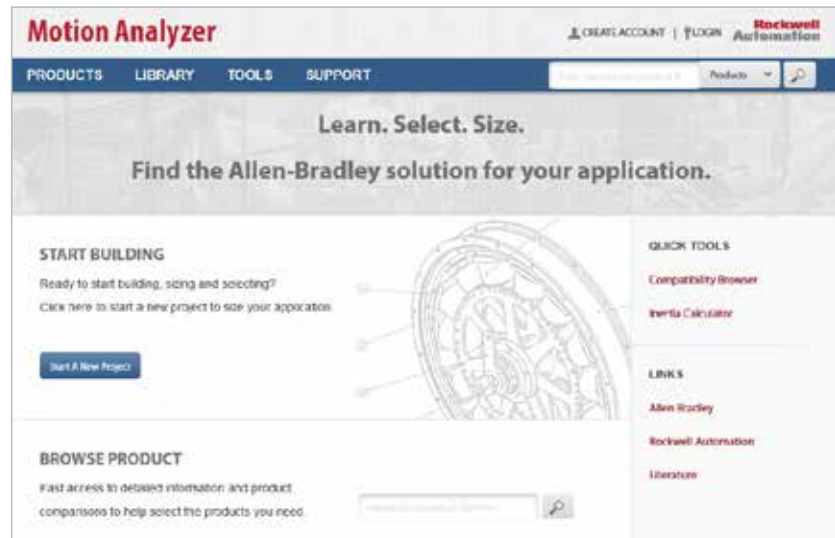 Motion Analyzer
CREATE ACCOUNT | LOGIN
Rockwell
Automation
PRODUCTS LIBRARY TOOLS SUPPORT
Products
Learn. Select. Size.
Find the Allen-Bradley solution for your application.
START BUILDING
Ready to start building, sizing and selecting?
Click here to start a new project to size your application.
Start A New Project
BROWSE PRODUCT
Fast access to detailed information and product
comparisons to help select the products you need.
QUICK TOOLS
Compatibility Browser
Inertia Calculator
LINKS
Allen Bradley
Rockwell Automation
Literature